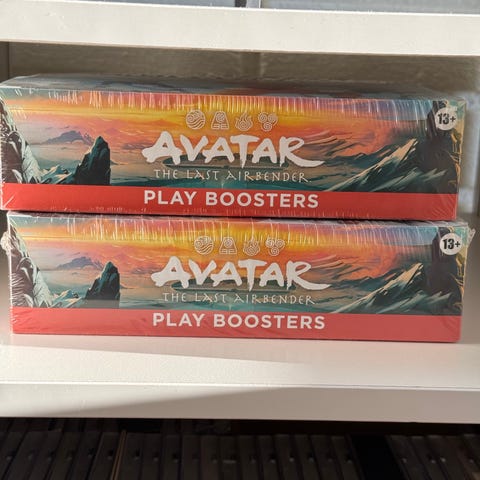 13+
AVATAR
THE LAST AIRBENDER
PLAY BOOSTERS
13+
AVATAR
THE LAST AIRBENDER
PLAY BOOSTERS